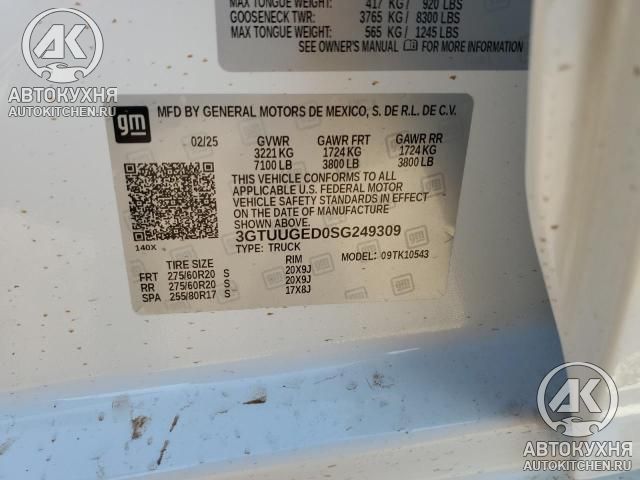 MAX TONGUE WEIGHT: 417 KG / 920 LBS
GOOSENECK TWR: 3765 KG / 8300 LBS
MAX TONGUE WEIGHT: 565 KG / 1245 LBS
SEE OWNER'S MANUAL FOR MORE INFORMATION
AK
АВТОКУХНЯ
AUTOKITCHEN.RU
gm
MFD BY GENERAL MOTORS DE MEXICO, S. DE R.L. DE C.V.
02/25 GVWR GAWR FRT GAWR RR
3221 KG 1724 KG 1724 KG
7100 LB 3800 LB 3800 LB
THIS VEHICLE CONFORMS TO ALL
APPLICABLE U.S. FEDERAL MOTOR
VEHICLE SAFETY STANDARDS IN EFFECT
ON THE DATE OF MANUFACTURE
SHOWN ABOVE.
3GTUUGED0SG249309
140X
TYPE: TRUCK MODEL: 09TK10543
TIRE SIZE RIM
FRT 275/60R20 S 20X9J
RR 275/60R20 S 20X9J
SPA 255/80R17 S 17X8J
AK
АВТОКУХНЯ
AUTOKITCHEN.RU